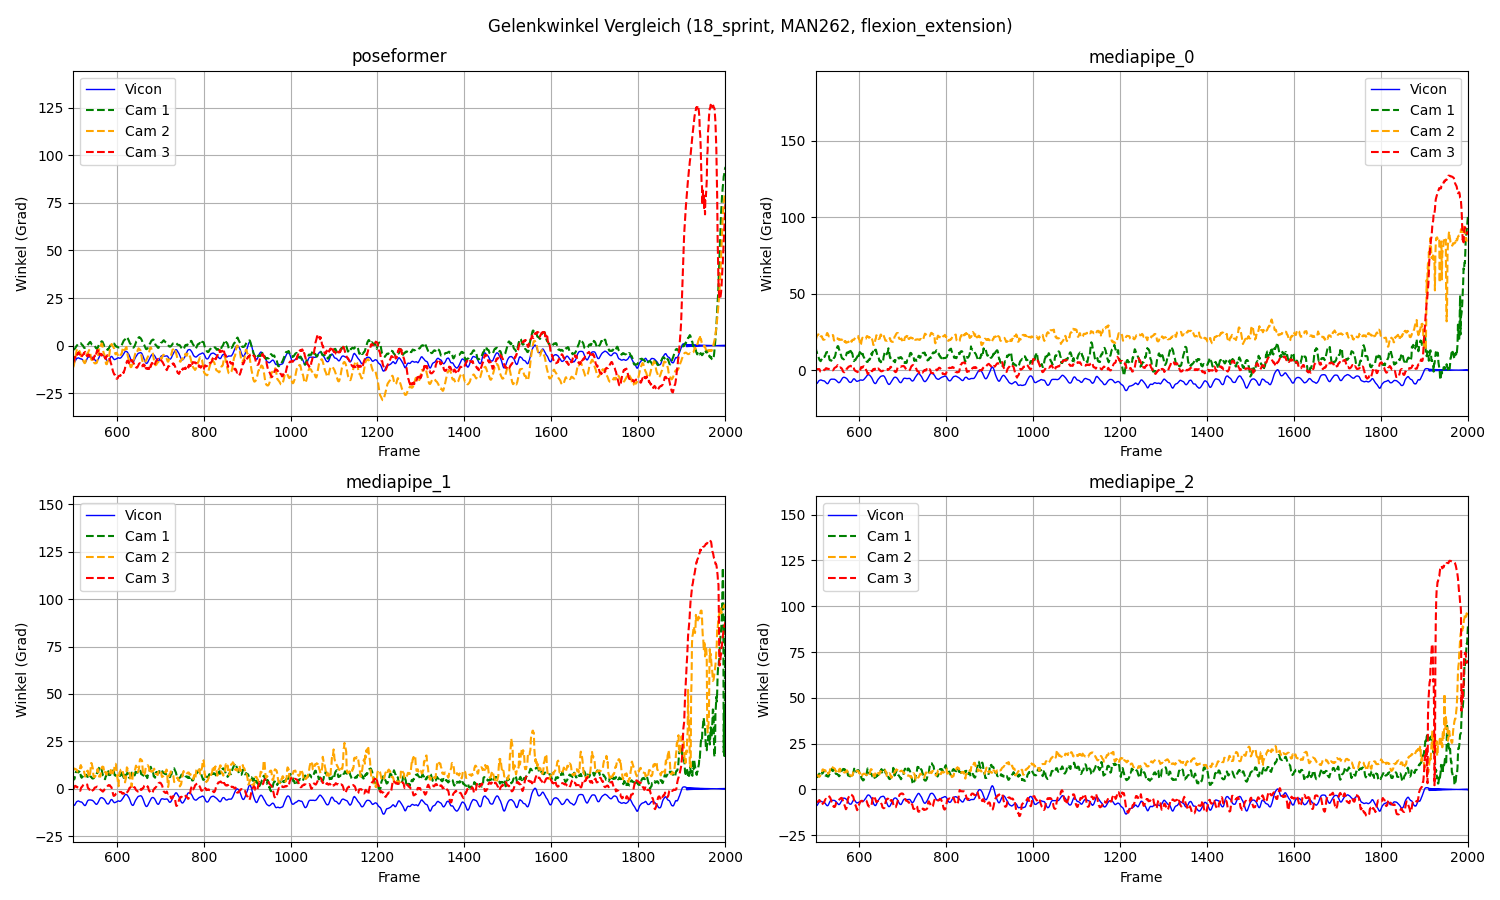 Gelenkwinkel Vergleich (18_sprint, MAN262, flexion_extension)
poseformer
Vicon
Cam 1
Cam 2
Cam 3
Winkel (Grad)
125
100
75
50
25
0
−25
600 800 1000 1200 1400 1600 1800 2000
Frame
mediapipe_0
Vicon
Cam 1
Cam 2
Cam 3
Winkel (Grad)
150
100
50
0
600 800 1000 1200 1400 1600 1800 2000
Frame
mediapipe_1
Vicon
Cam 1
Cam 2
Cam 3
Winkel (Grad)
150
125
100
75
50
25
0
−25
600 800 1000 1200 1400 1600 1800 2000
Frame
mediapipe_2
Vicon
Cam 1
Cam 2
Cam 3
Winkel (Grad)
150
125
100
75
50
25
0
−25
600 800 1000 1200 1400 1600 1800 2000
Frame